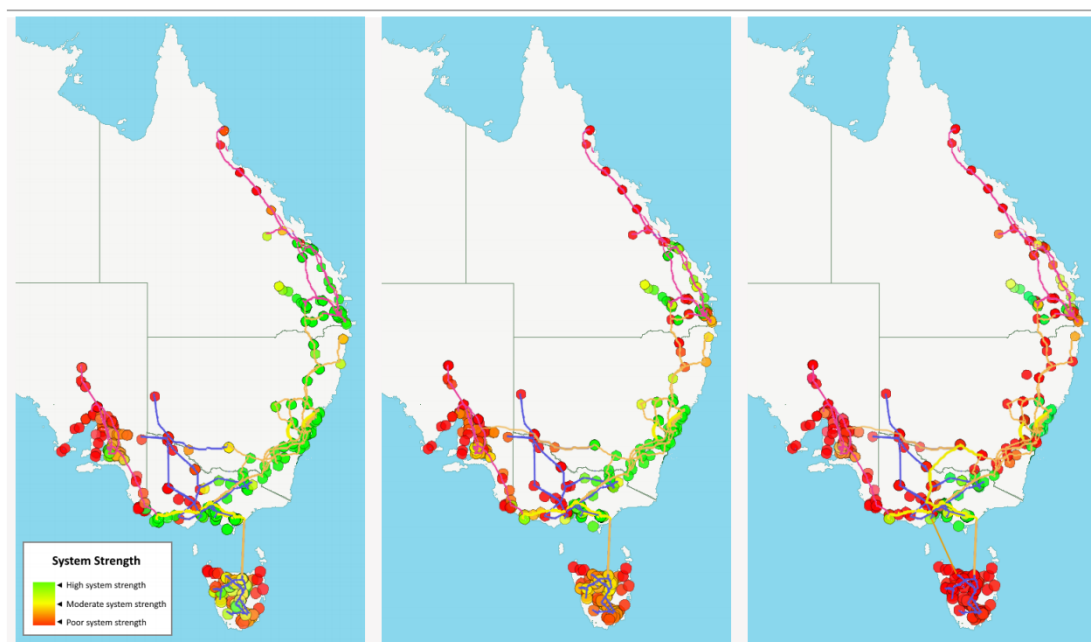 System Strength
◄ High system strength
◄ Moderate system strength
◄ Poor system strength